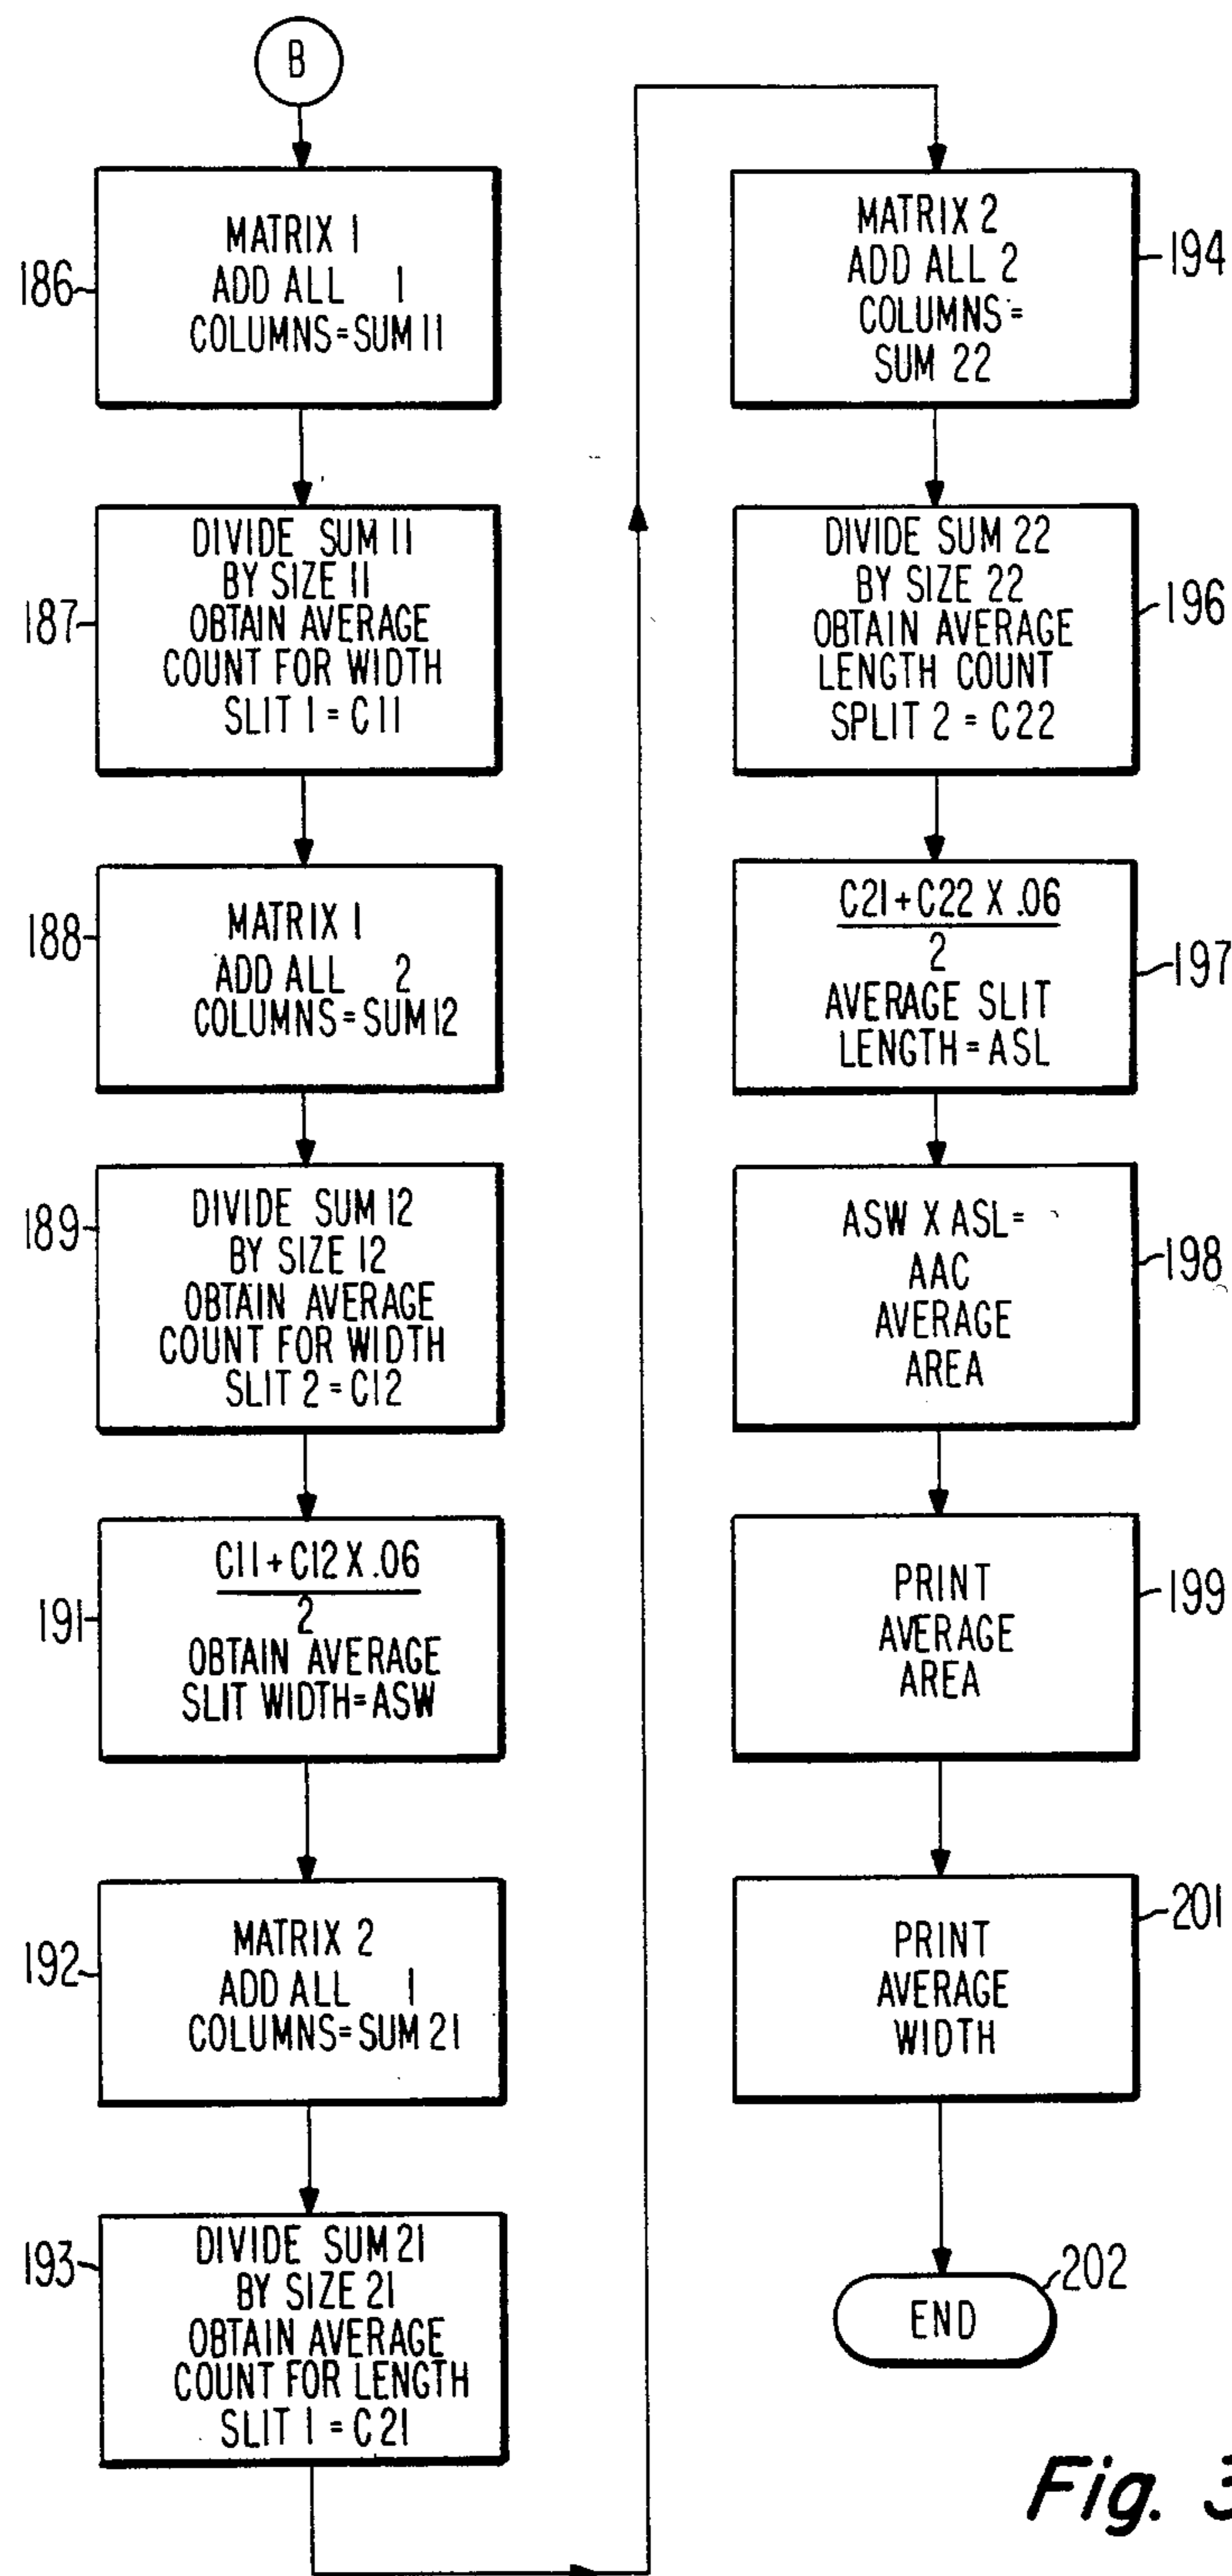 B
MATRIX 1
ADD ALL 1
COLUMNS=SUM 11
186
DIVIDE SUM 11
BY SIZE 11
OBTAIN AVERAGE
COUNT FOR WIDTH
SLIT 1 = C11
187
MATRIX 1
ADD ALL 2
COLUMNS=SUM 12
188
DIVIDE SUM 12
BY SIZE 12
OBTAIN AVERAGE
COUNT FOR WIDTH
SLIT 2 = C12
189
C11+C12 X .06
2
OBTAIN AVERAGE
SLIT WIDTH=ASW
191
MATRIX 2
ADD ALL 1
COLUMNS=SUM 21
192
DIVIDE SUM 21
BY SIZE 21
OBTAIN AVERAGE
COUNT FOR LENGTH
SLIT 1 = C21
193
MATRIX 2
ADD ALL 2
COLUMNS=
SUM 22
194
DIVIDE SUM 22
BY SIZE 22
OBTAIN AVERAGE
LENGTH COUNT
SPLIT 2 = C22
196
C21+C22 X .06
2
AVERAGE SLIT
LENGTH=ASL
197
ASW X ASL=
AAC
AVERAGE
AREA
198
PRINT
AVERAGE
AREA
199
PRINT
AVERAGE
WIDTH
201
END
202
Fig. 3